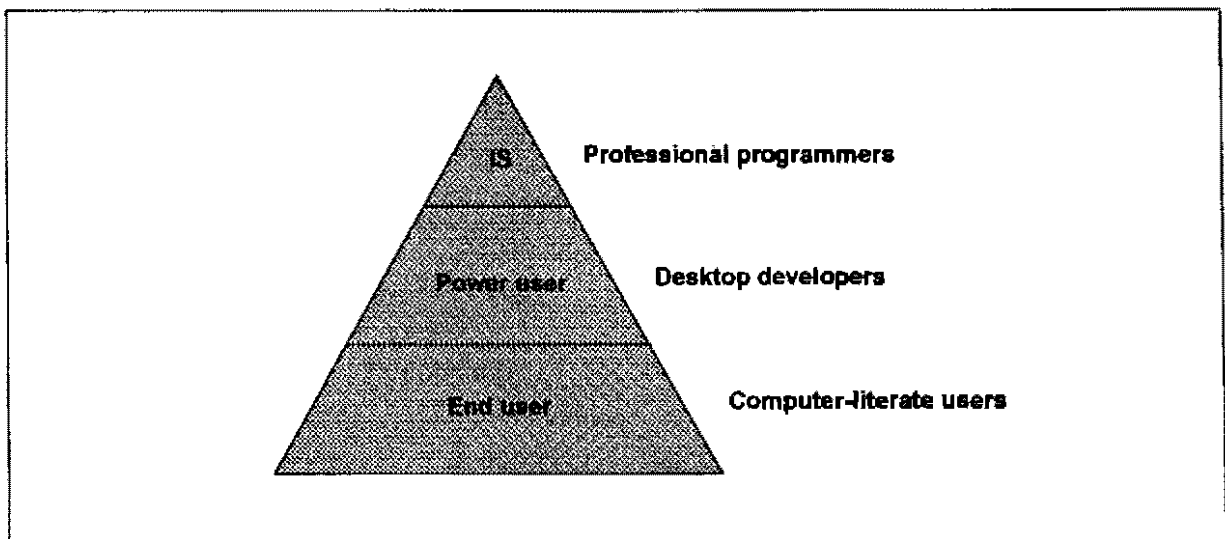 IS
Professional programmers
Power user
Desktop developers
End user
Computer-literate users